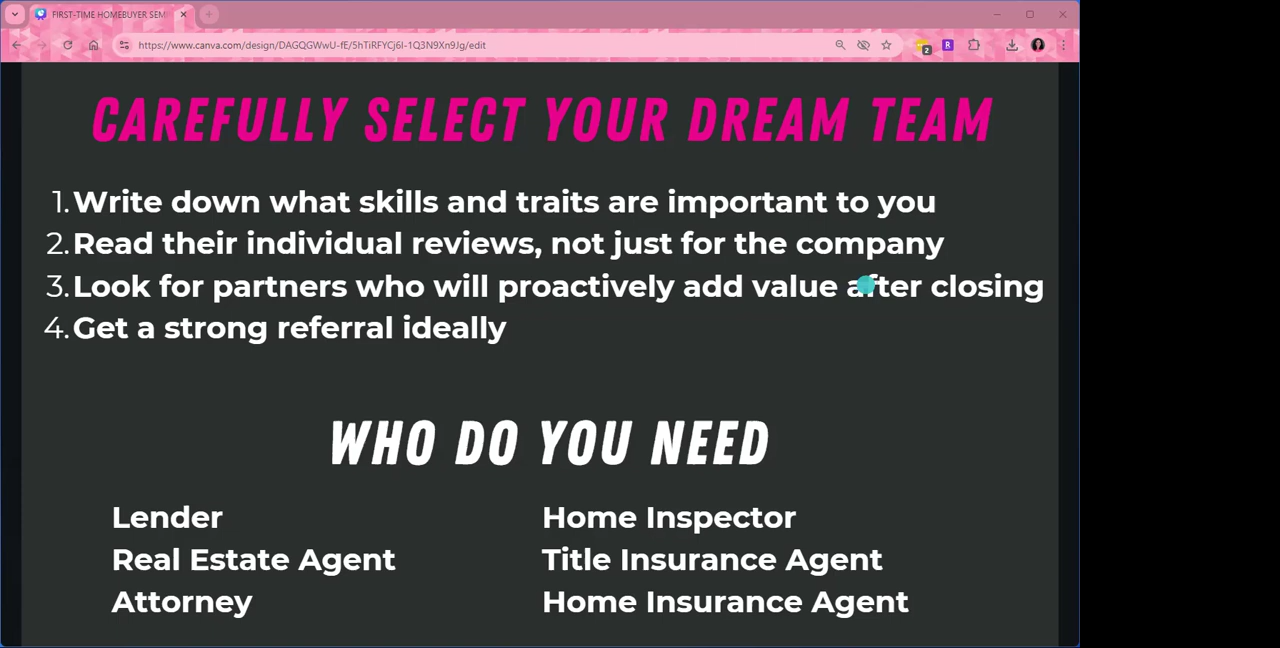 FIRST-TIME HOMEBUYER SEM
https://www.canva.com/design/DAGQGWwU-fE/5hTiRFYCj6I-1Q3N9Xn9Jg/edit
2
R
CAREFULLY SELECT YOUR DREAM TEAM
1. Write down what skills and traits are important to you
2. Read their individual reviews, not just for the company
3. Look for partners who will proactively add value after closing
4. Get a strong referral ideally
WHO DO YOU NEED
Lender
Real Estate Agent
Attorney
Home Inspector
Title Insurance Agent
Home Insurance Agent